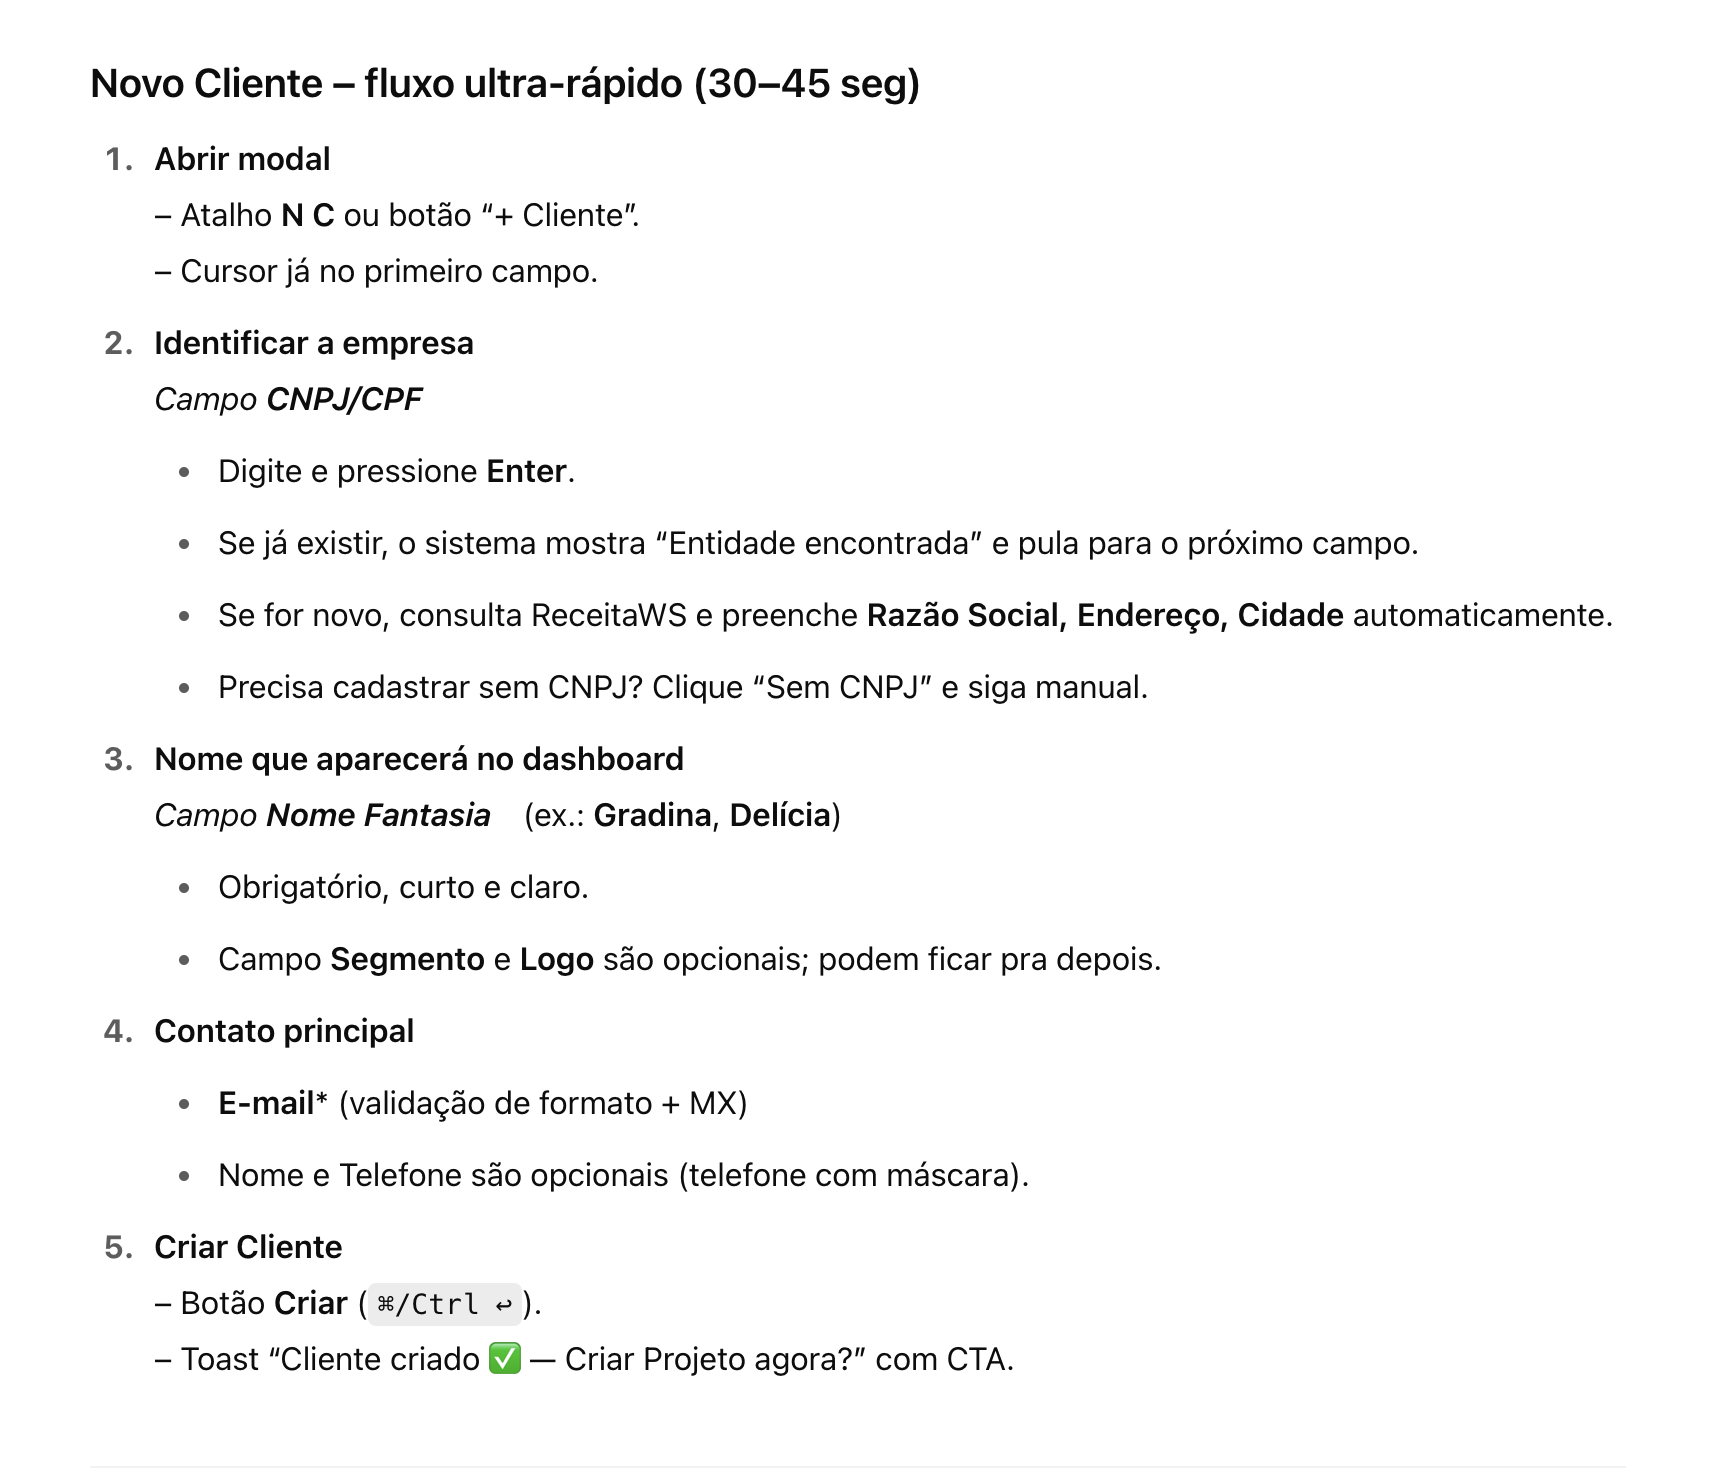 Novo Cliente – fluxo ultra-rápido (30–45 seg)
1. Abrir modal
– Atalho N C ou botão “+ Cliente”.
– Cursor já no primeiro campo.
2. Identificar a empresa
Campo CNPJ/CPF
• Digite e pressione Enter.
• Se já existir, o sistema mostra “Entidade encontrada” e pula para o próximo campo.
• Se for novo, consulta ReceitaWS e preenche Razão Social, Endereço, Cidade automaticamente.
• Precisa cadastrar sem CNPJ? Clique “Sem CNPJ” e siga manual.
3. Nome que aparecerá no dashboard
Campo Nome Fantasia (ex.: Gradina, Delícia)
• Obrigatório, curto e claro.
• Campo Segmento e Logo são opcionais; podem ficar pra depois.
4. Contato principal
• E-mail* (validação de formato + MX)
• Nome e Telefone são opcionais (telefone com máscara).
5. Criar Cliente
– Botão Criar (⌘/Ctrl ↩).
– Toast “Cliente criado ✅ — Criar Projeto agora?” com CTA.